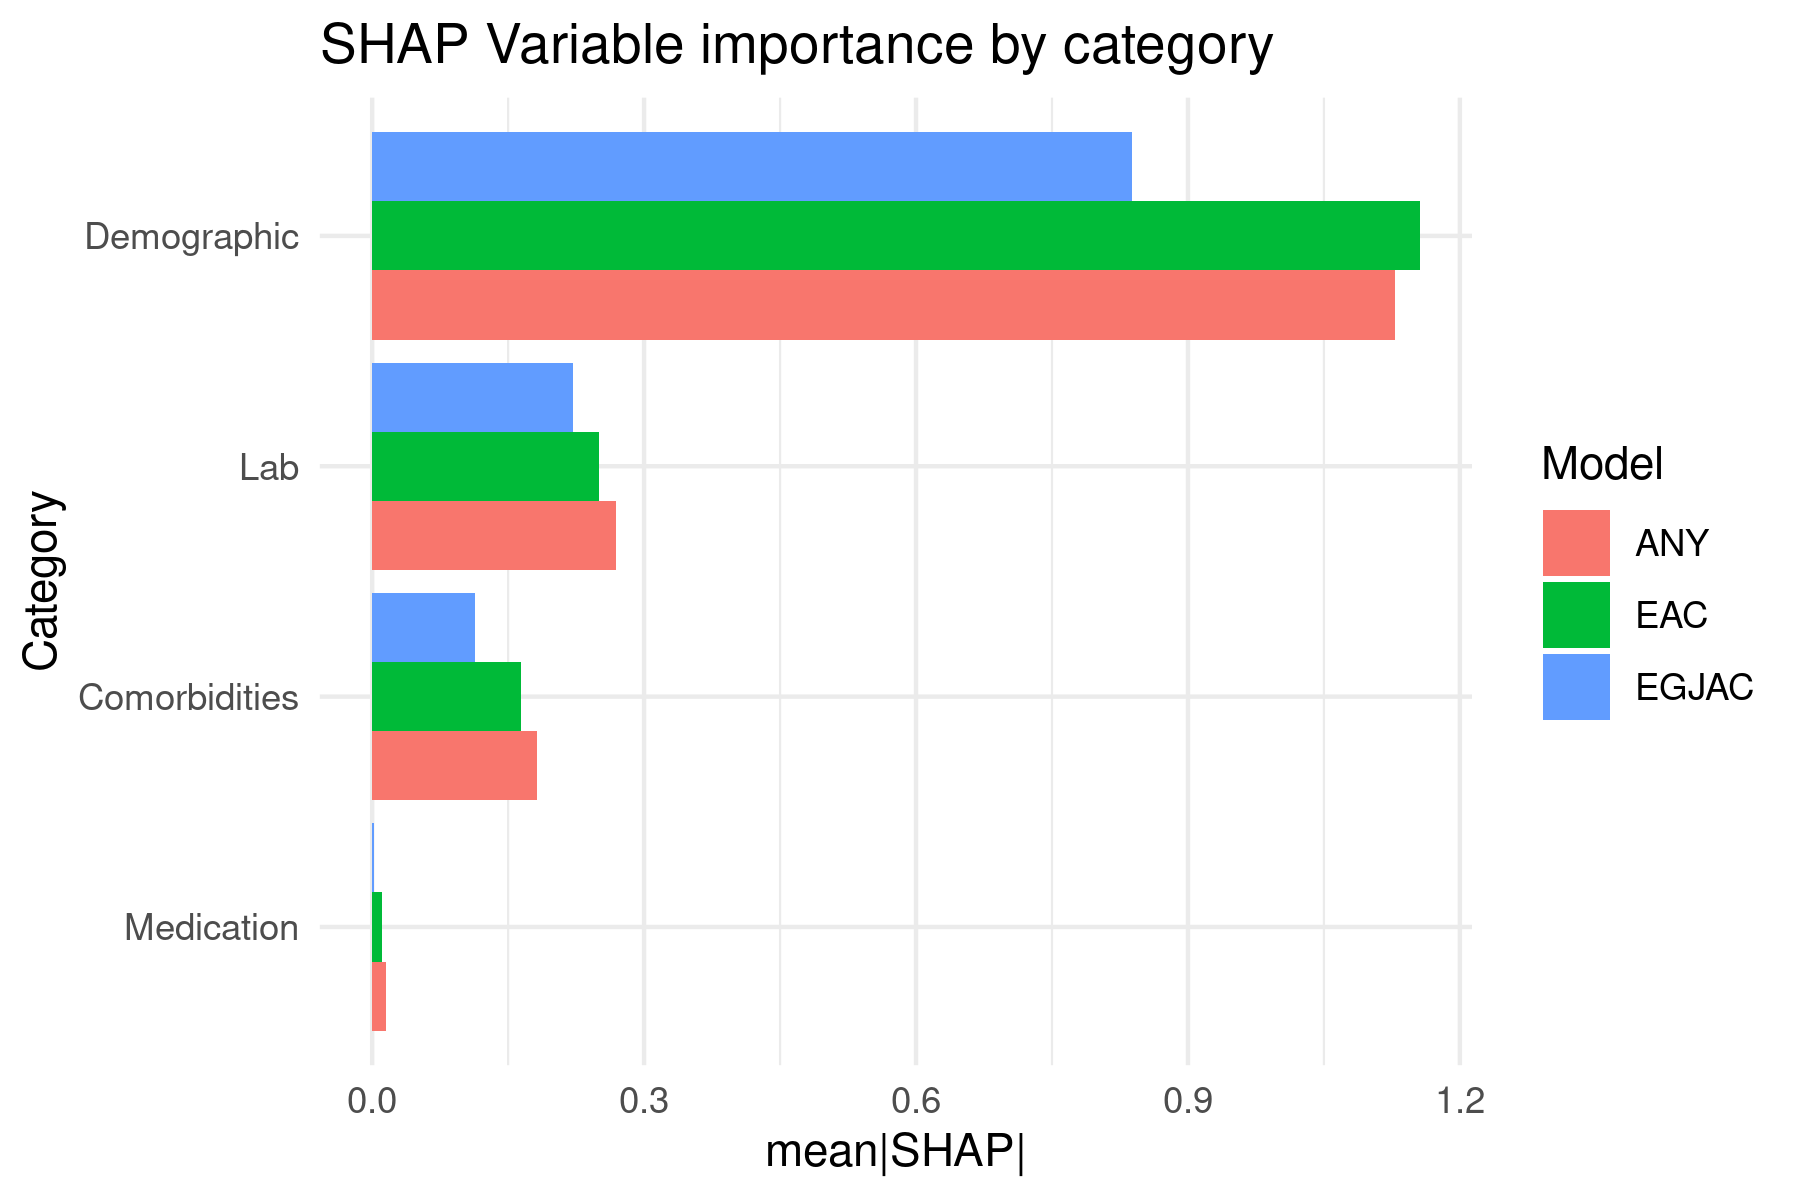 SHAP Variable importance by category
Category
Demographic
Lab
Comorbidities
Medication
0.0 0.3 0.6 0.9 1.2
mean|SHAP|
Model
ANY
EAC
EGJAC